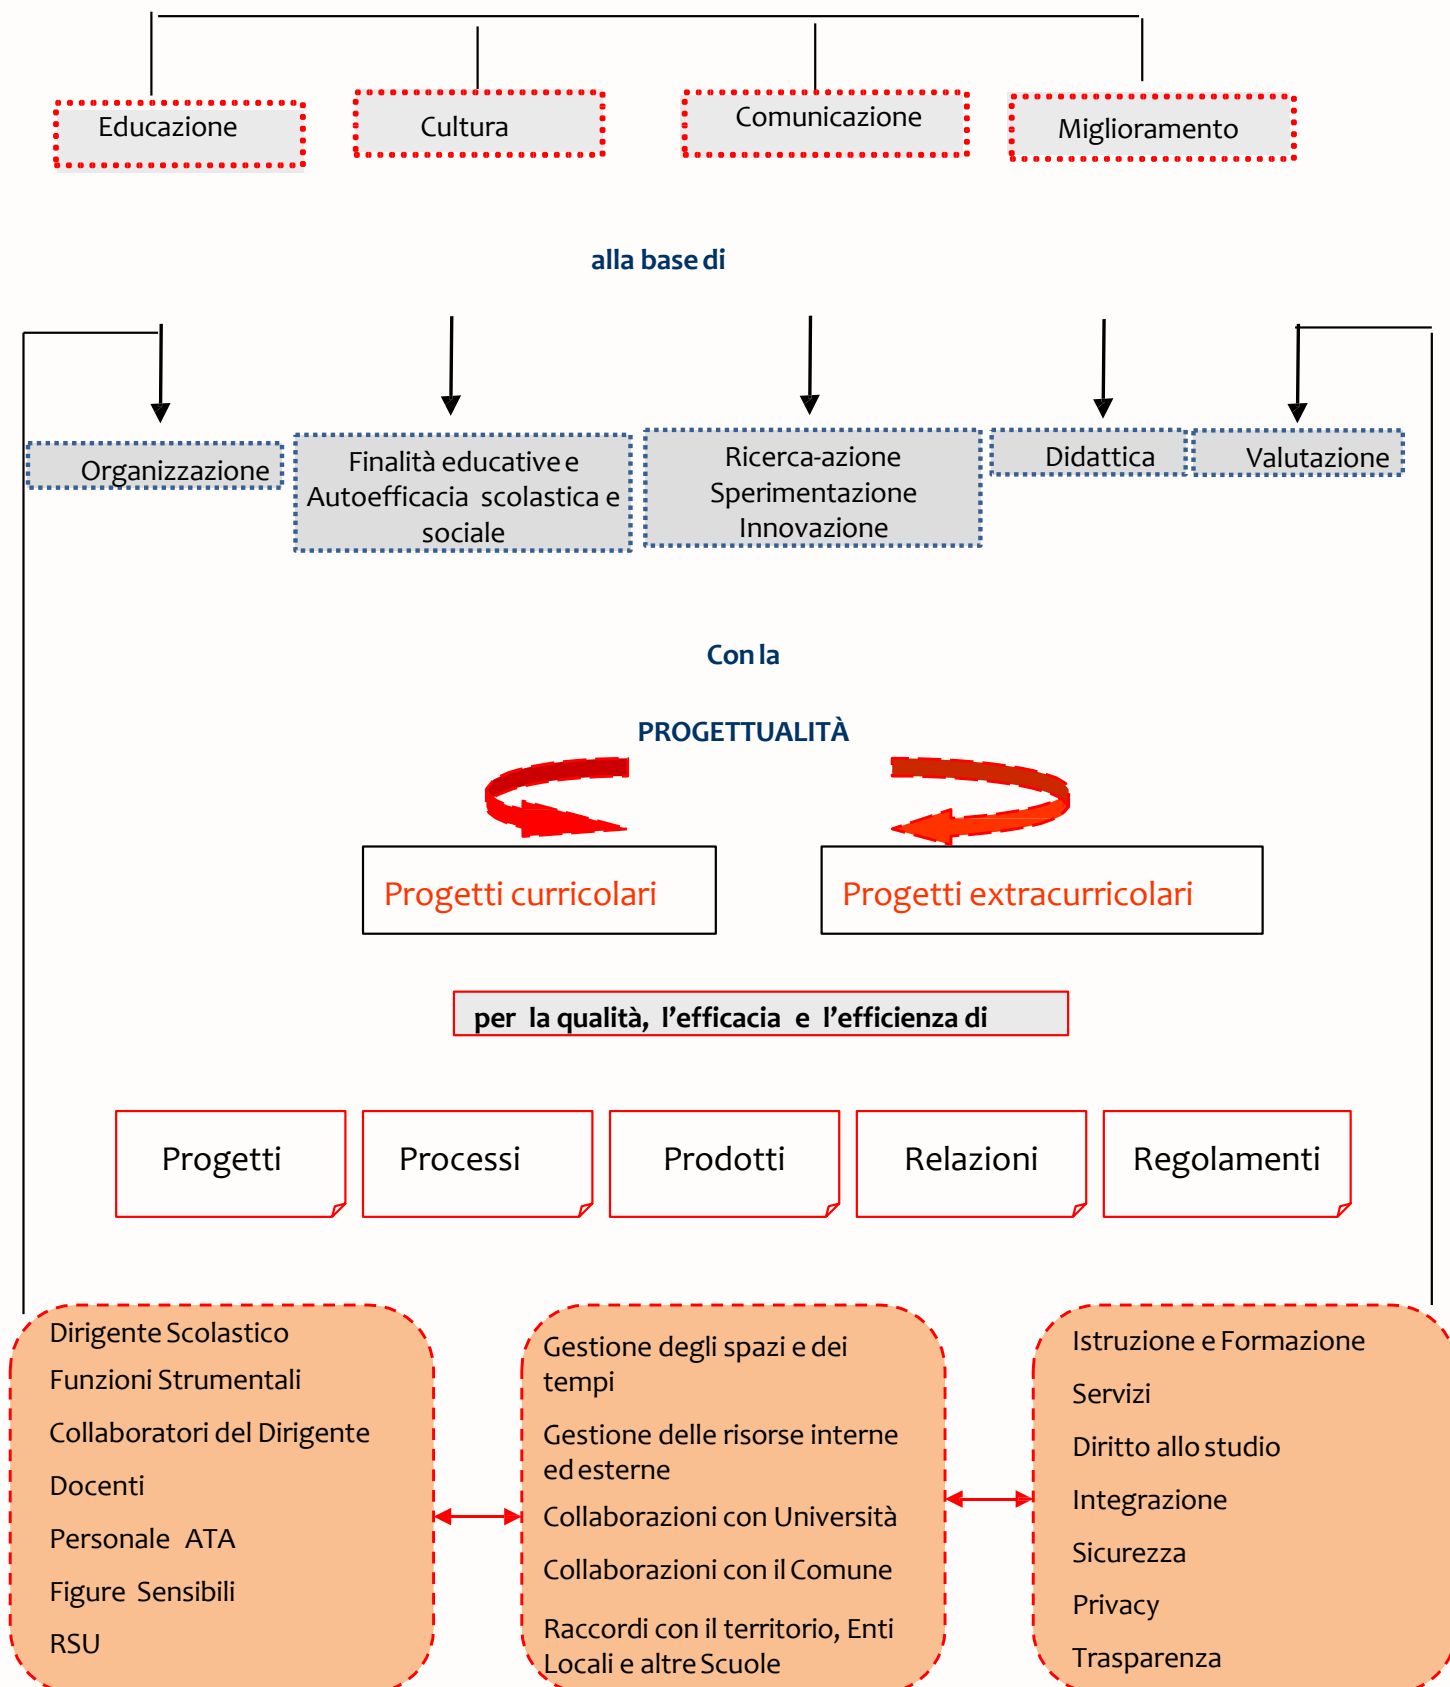 Educazione
Cultura
Comunicazione
Miglioramento
alla base di
Organizzazione
Finalità educative e
Autoefficacia scolastica e
sociale
Ricerca-azione
Sperimentazione
Innovazione
Didattica
Valutazione
Con la
PROGETTUALITÀ
Progetti curricolari
Progetti extracurricolari
per la qualità, l’efficacia e l’efficienza di
Progetti
Processi
Prodotti
Relazioni
Regolamenti
Dirigente Scolastico
Funzioni Strumentali
Collaboratori del Dirigente
Docenti
Personale ATA
Figure Sensibili
RSU
Gestione degli spazi e dei
tempi
Gestione delle risorse interne
ed esterne
Collaborazioni con Università
Collaborazioni con il Comune
Raccordi con il territorio, Enti
Locali e altre Scuole
Istruzione e Formazione
Servizi
Diritto allo studio
Integrazione
Sicurezza
Privacy
Trasparenza